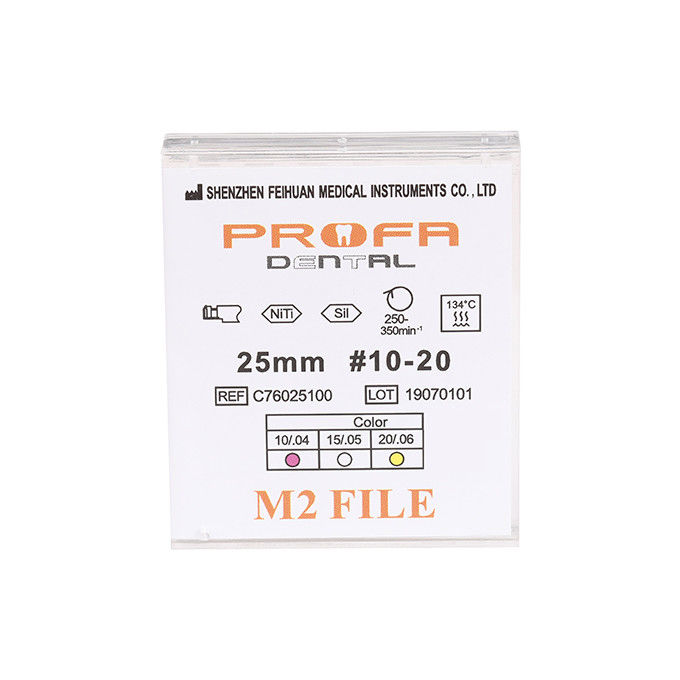 SHENZHEN FEIHUAN MEDICAL INSTRUMENTS CO., LTD
PROFA
DENTAL
NiTi Sil 250-350min⁻¹ 134°C
25mm #10-20
REF C76025100 LOT 19070101
Color
10/.04 15/.05 20/.06
M2 FILE